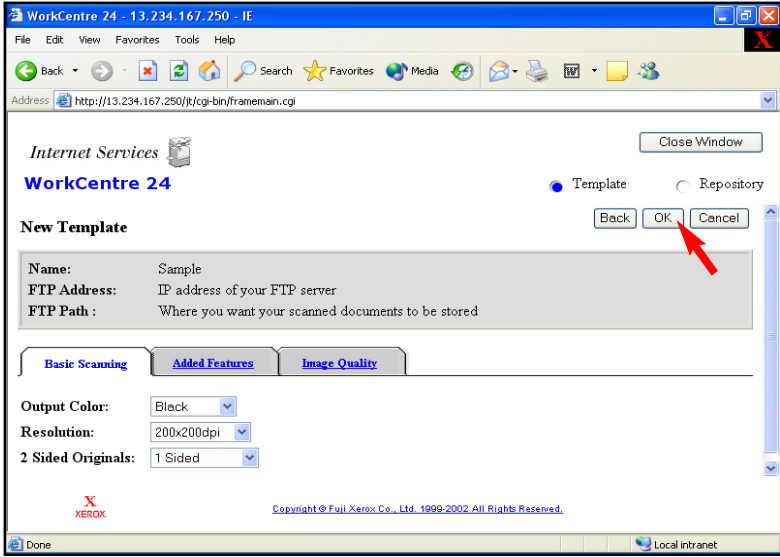 WorkCentre 24 - 13.234.167.250 - IE
File Edit View Favorites Tools Help
X
Back Search Favorites Media W
Address http://13.234.167.250/jt/cgi-bin/framemain.cgi
Close Window
Internet Services
WorkCentre 24
Template Repository
Back OK Cancel
New Template
Name: Sample
FTP Address: IP address of your FTP server
FTP Path : Where you want your scanned documents to be stored
Basic Scanning Added Features Image Quality
Output Color: Black
Resolution: 200x200dpi
2 Sided Originals: 1 Sided
X
XEROX.
Copyright © Fuji Xerox Co., Ltd. 1999-2002 All Rights Reserved.
Done Local intranet